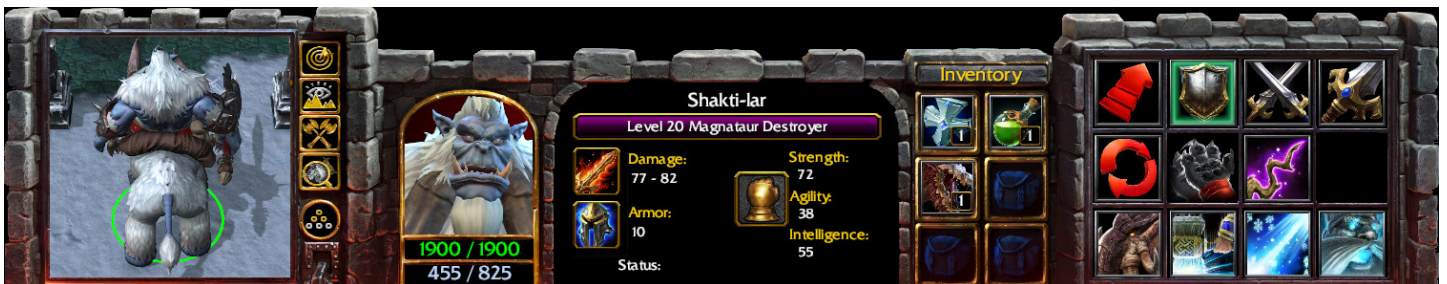 Shakti-lar
Level 20 Magnataur Destroyer
Damage:
77 - 82
Armor:
10
Status:
Strength:
72
Agility:
38
Intelligence:
55
1900 / 1900
455 / 825
Inventory
1
1
1